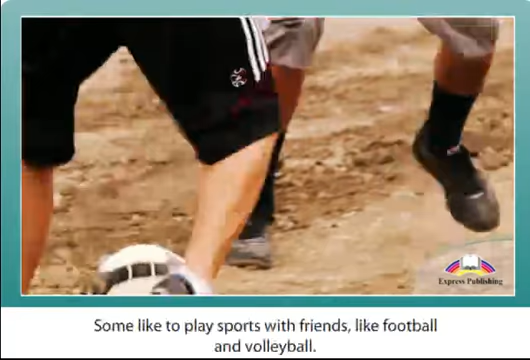 Express Publishing
Some like to play sports with friends, like football
and volleyball.